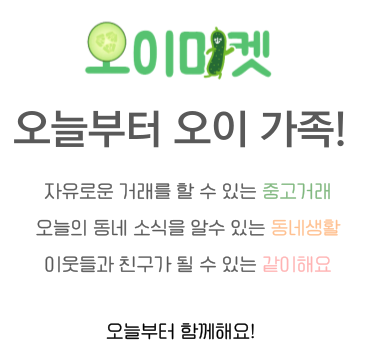 오이마켓
오늘부터 오이 가족!
자유로운 거래를 할 수 있는 중고거래
오늘의 동네 소식을 알수 있는 동네생활
이웃들과 친구가 될 수 있는 같이해요
오늘부터 함께해요!